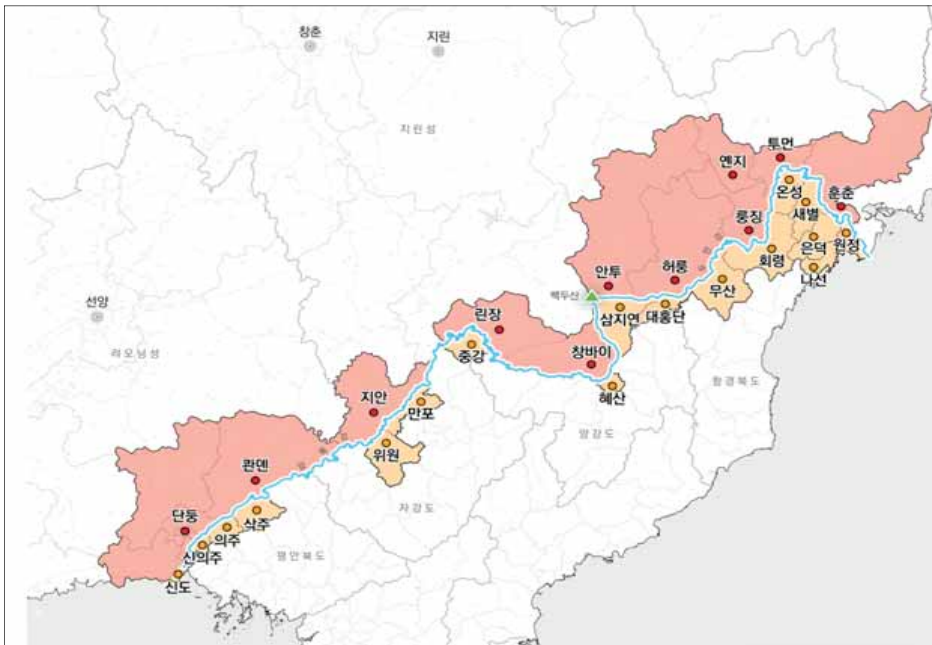 창춘
지린
지린성
투먼
옌지
온성
훈춘
새별
룽징
원정
은덕
회령
안투
허룽
나선
무산
백두산
선양
삼지연
대홍단
린장
랴오닝성
중강
창바이
혜산
함경북도
지안
만포
양강도
위원
콴뎬
자강도
삭주
단둥
의주
신의주
평안북도
신도